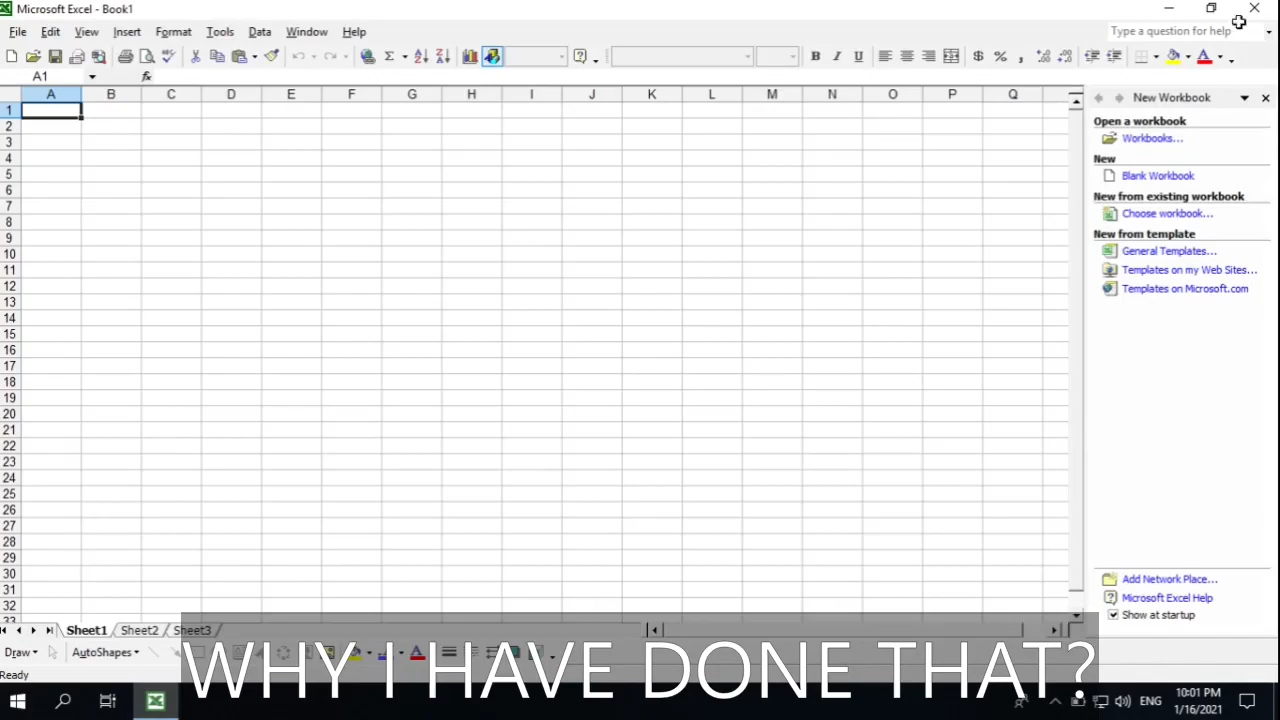 Microsoft Excel - Book1
File Edit View Insert Format Tools Data Window Help
Type a question for help
A1
A B C D E F G H I J K L M N O P Q
1
2
3
4
5
6
7
8
9
10
11
12
13
14
15
16
17
18
19
20
21
22
23
24
25
26
27
28
29
30
31
32
33
New Workbook
Open a workbook
Workbooks...
New
Blank Workbook
New from existing workbook
Choose workbook...
New from template
General Templates...
Templates on my Web Sites...
Templates on Microsoft.com
Add Network Place...
Microsoft Excel Help
Show at startup
Sheet1 Sheet2 Sheet3
Draw AutoShapes
WHY I HAVE DONE THAT?
Ready
ENG
10:01 PM
1/16/2021